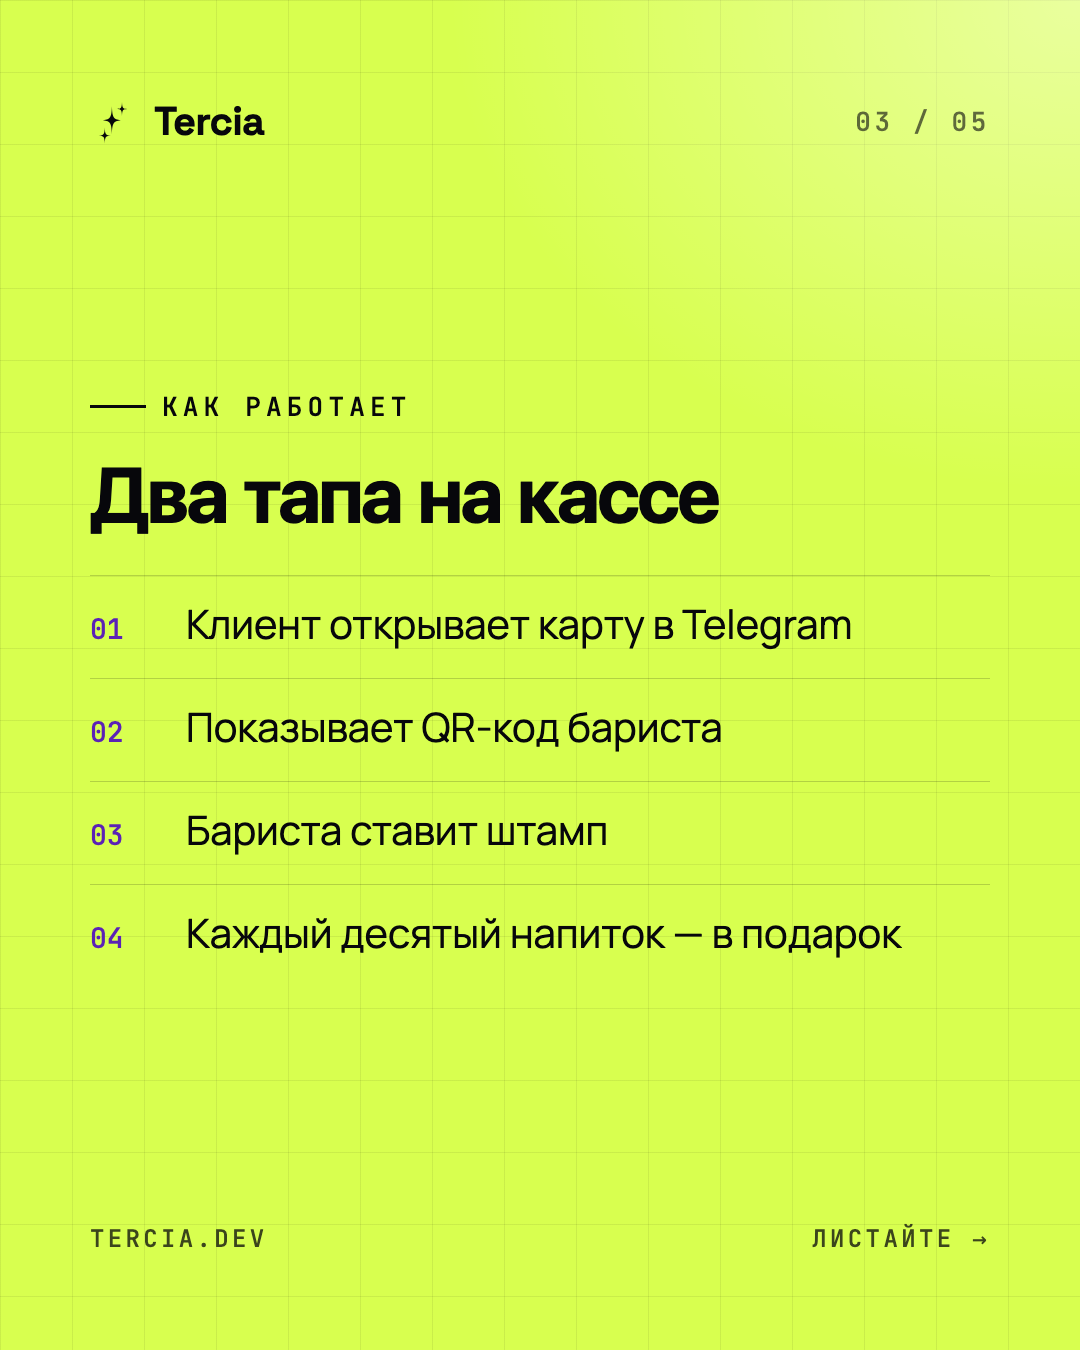 Tercia
03 / 05
КАК РАБОТАЕТ
Два тапа на кассе
01 Клиент открывает карту в Telegram
02 Показывает QR-код бариста
03 Бариста ставит штамп
04 Каждый десятый напиток — в подарок
TERCIA.DEV
ЛИСТАЙТЕ →